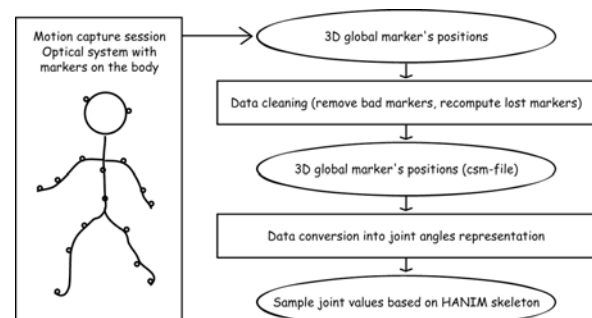 Motion capture session
Optical system with
markers on the body
3D global marker's positions
Data cleaning (remove bad markers, recompute lost markers)
3D global marker's positions (csm-file)
Data conversion into joint angles representation
Sample joint values based on HANIM skeleton